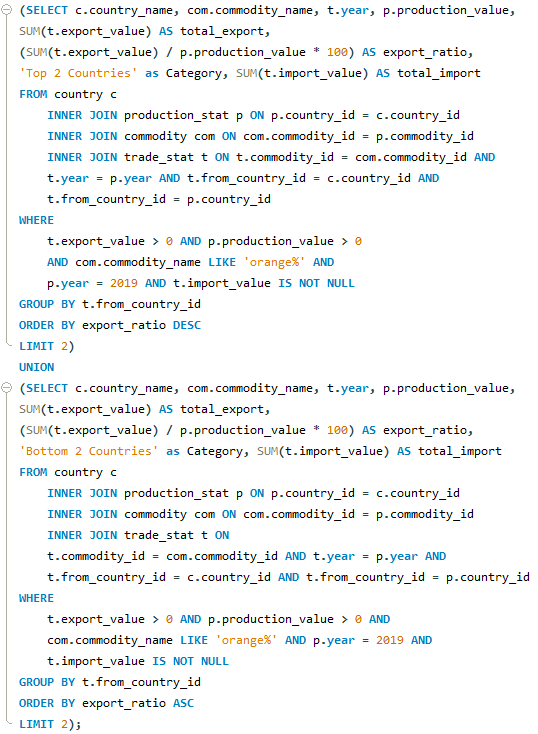 (SELECT c.country_name, com.commodity_name, t.year, p.production_value,
SUM(t.export_value) AS total_export,
(SUM(t.export_value) / p.production_value * 100) AS export_ratio,
'Top 2 Countries' as Category, SUM(t.import_value) AS total_import
FROM country c
INNER JOIN production_stat p ON p.country_id = c.country_id
INNER JOIN commodity com ON com.commodity_id = p.commodity_id
INNER JOIN trade_stat t ON t.commodity_id = com.commodity_id AND
t.year = p.year AND t.from_country_id = c.country_id AND
t.from_country_id = p.country_id
WHERE
t.export_value > 0 AND p.production_value > 0
AND com.commodity_name LIKE 'orange%' AND
p.year = 2019 AND t.import_value IS NOT NULL
GROUP BY t.from_country_id
ORDER BY export_ratio DESC
LIMIT 2)
UNION
(SELECT c.country_name, com.commodity_name, t.year, p.production_value,
SUM(t.export_value) AS total_export,
(SUM(t.export_value) / p.production_value * 100) AS export_ratio,
'Bottom 2 Countries' as Category, SUM(t.import_value) AS total_import
FROM country c
INNER JOIN production_stat p ON p.country_id = c.country_id
INNER JOIN commodity com ON com.commodity_id = p.commodity_id
INNER JOIN trade_stat t ON
t.commodity_id = com.commodity_id AND t.year = p.year AND
t.from_country_id = c.country_id AND t.from_country_id = p.country_id
WHERE
t.export_value > 0 AND p.production_value > 0 AND
com.commodity_name LIKE 'orange%' AND p.year = 2019 AND
t.import_value IS NOT NULL
GROUP BY t.from_country_id
ORDER BY export_ratio ASC
LIMIT 2);